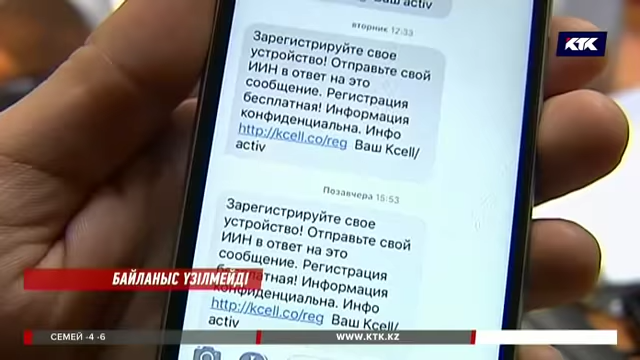 Ваш activ
вторник 12:33
КТК
Зарегистрируйте свое
устройство! Отправьте свой
ИИН в ответ на это
сообщение. Регистрация
бесплатная! Информация
конфиденциальна. Инфо
http://kcell.co/reg Ваш Kcell/
activ
Позавчера 15:53
Зарегистрируйте свое
устройство! Отправьте свой
ИИН в ответ на это
сообщение. Регистрация
бесплатная! Информация
конфиденциальна. Инфо
http://kcell.co/reg Ваш Kcell/
activ
БАЙЛАНЫС ҮЗІЛМЕЙДІ
СЕМЕЙ -4 -6
WWW.КТК.KZ